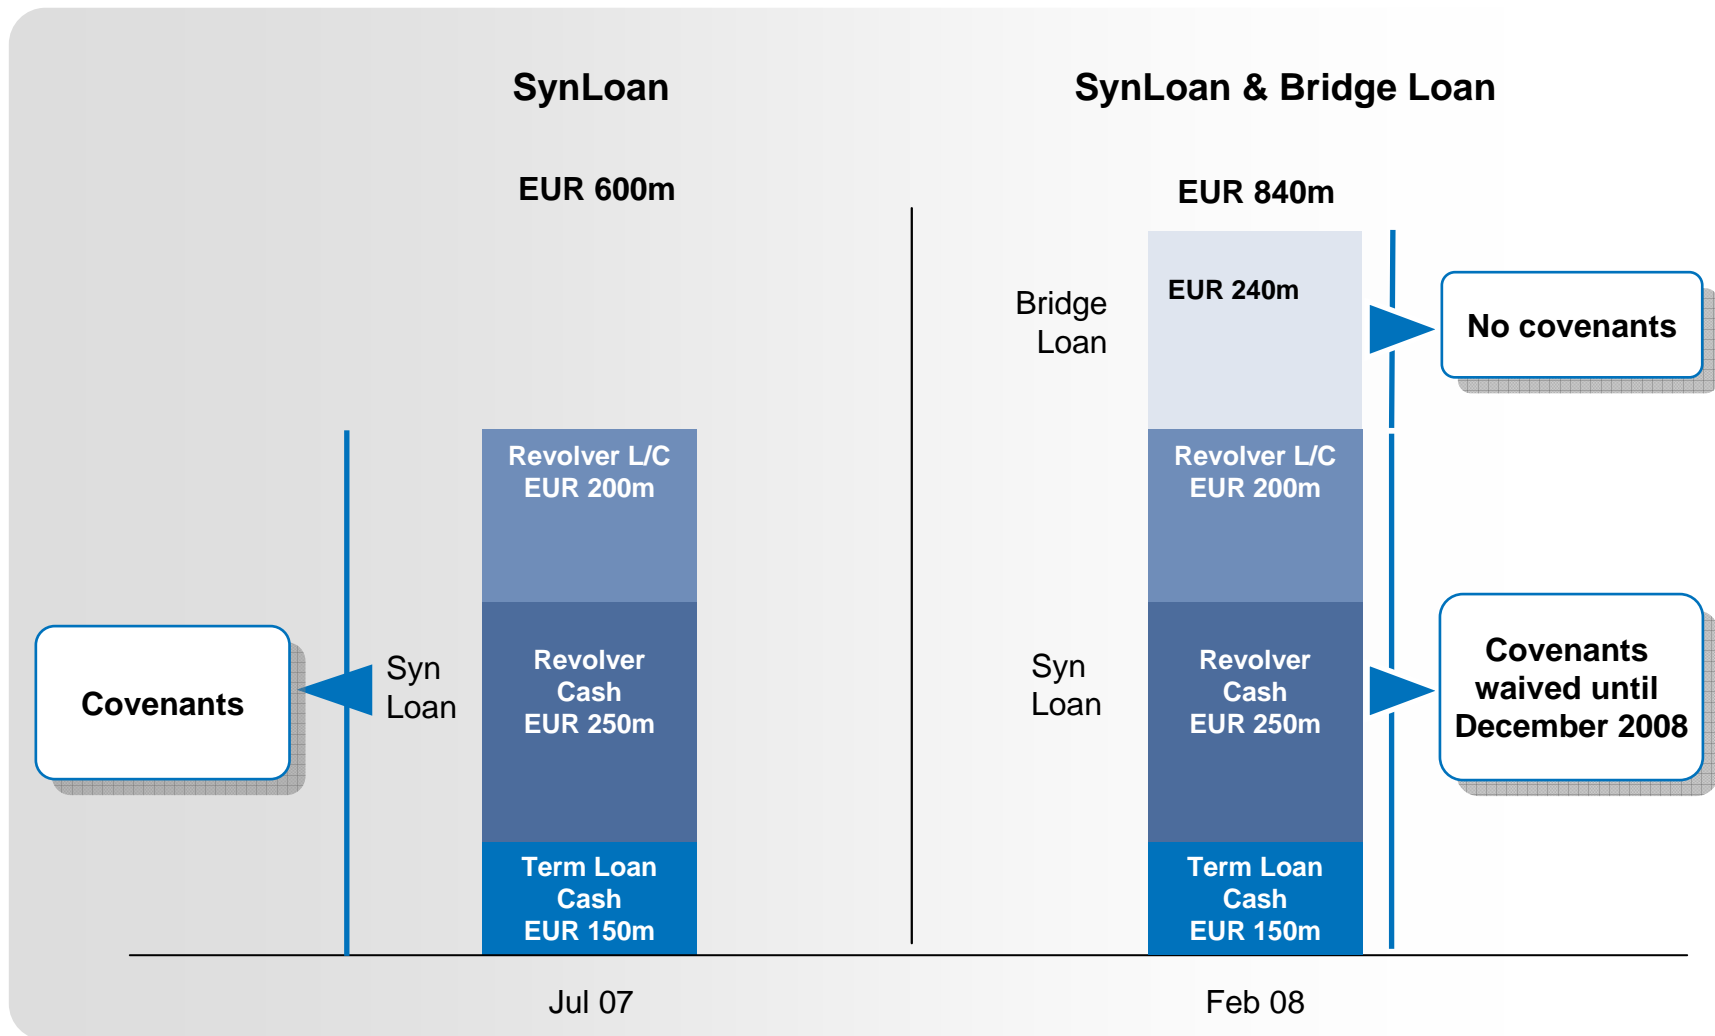 SynLoan
EUR 600m
Revolver L/C
EUR 200m
Revolver
Cash
EUR 250m
Term Loan
Cash
EUR 150m
Syn
Loan
Covenants
Jul 07
SynLoan & Bridge Loan
EUR 840m
Bridge
Loan
EUR 240m
No covenants
Revolver L/C
EUR 200m
Syn
Loan
Revolver
Cash
EUR 250m
Covenants
waived until
December 2008
Term Loan
Cash
EUR 150m
Feb 08